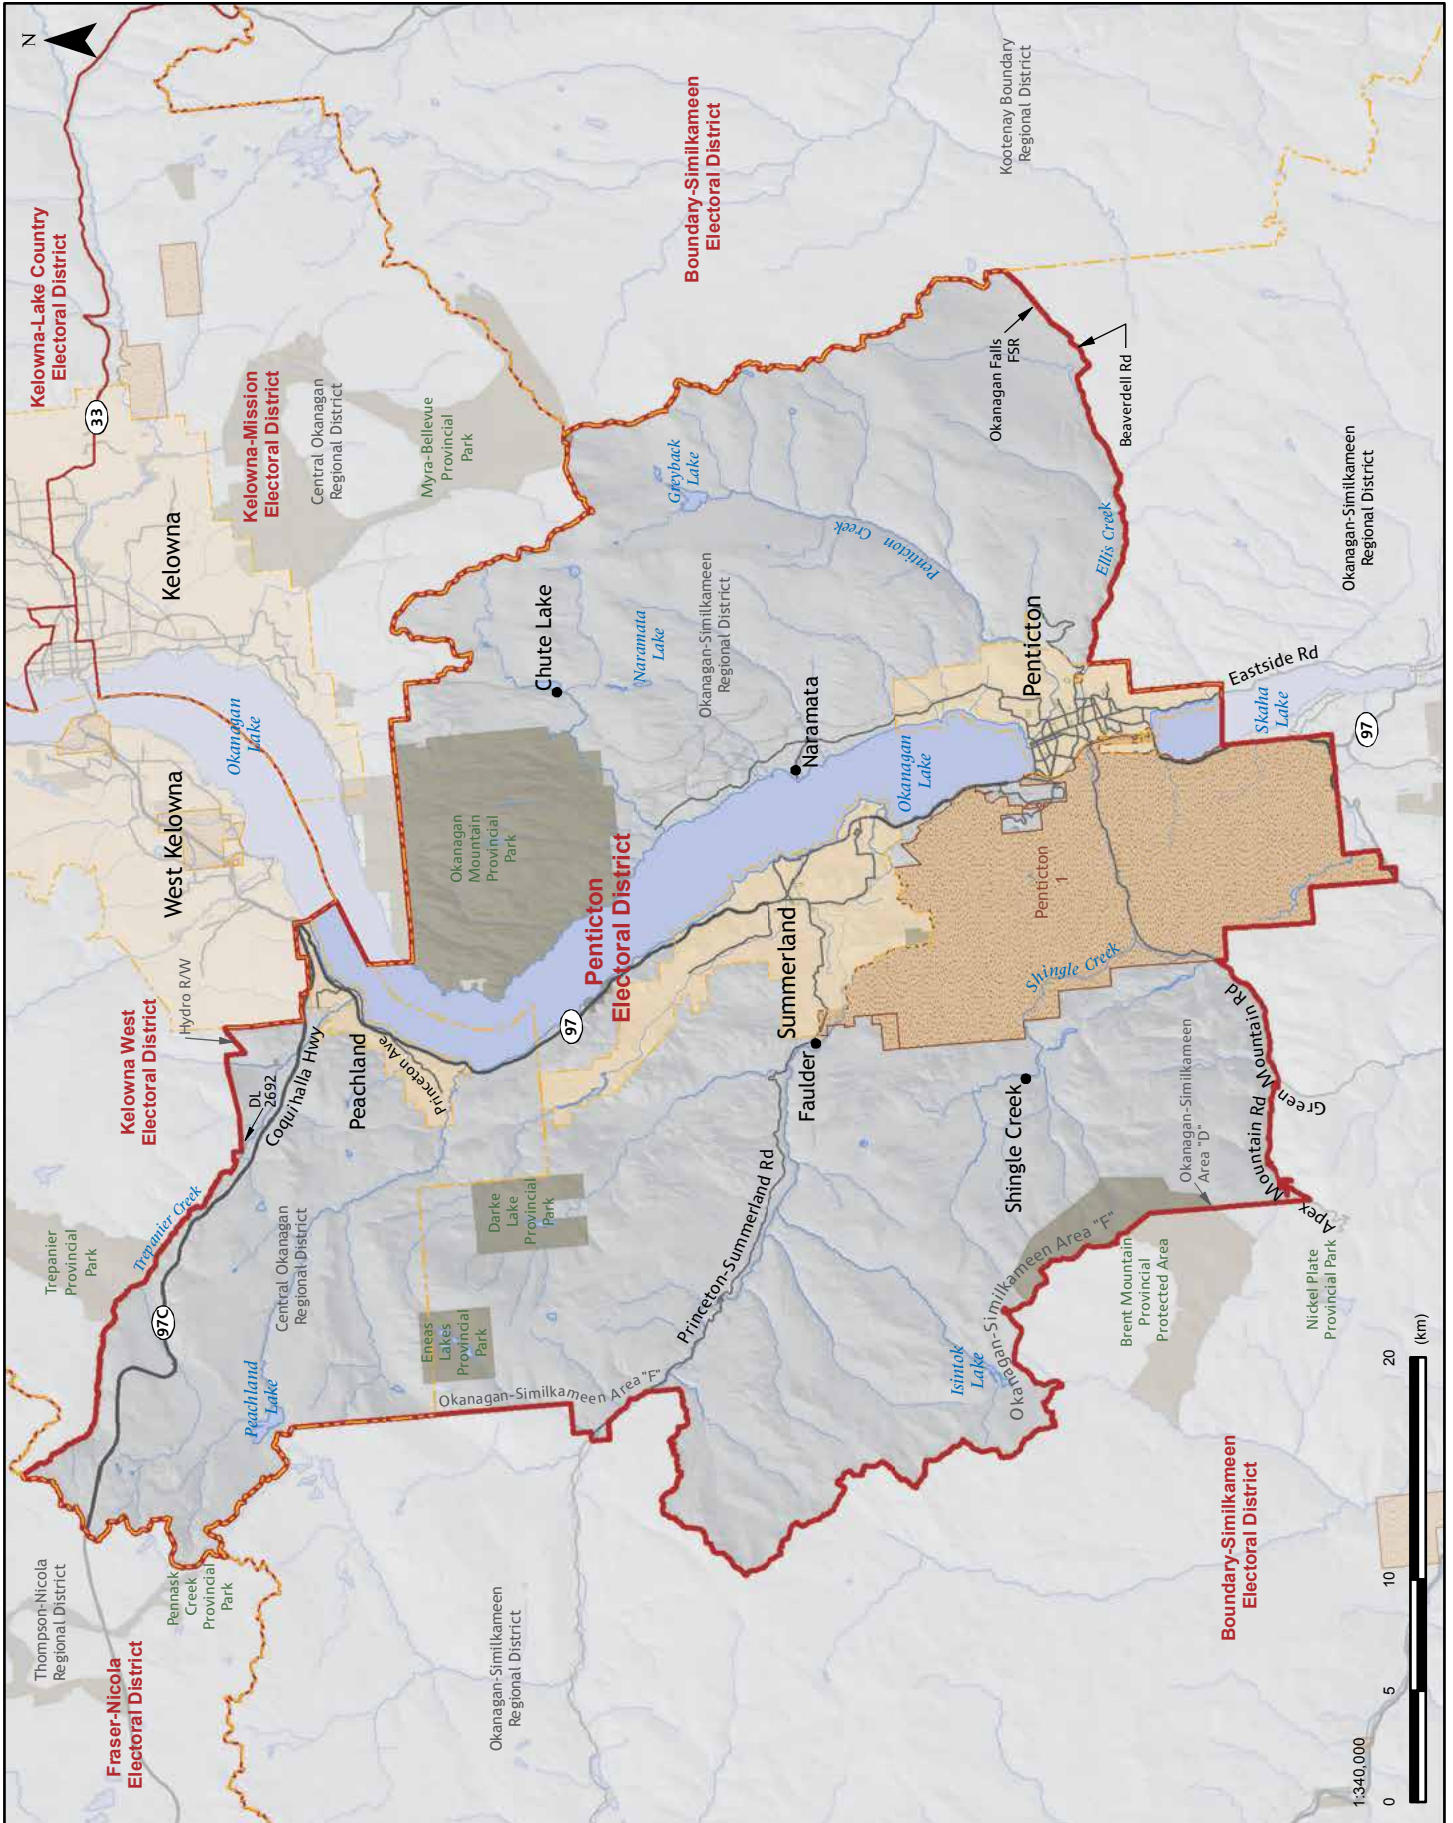 N
Kelowna-Lake Country
Electoral District
33
Kelowna-Mission
Electoral District
Central Okanagan
Regional District
Myra-Bellevue
Provincial
Park
Boundary-Similkameen
Electoral District
Kootenay Boundary
Regional District
Kelowna
West Kelowna
Okanagan
Lake
Kelowna West
Electoral District
Hydro R/W
DL
2692
Coquihalla Hwy
Peachland
Princeton Ave
Trepanier Creek
Trepanier
Provincial
Park
97C
Central Okanagan
Regional District
Peachland
Lake
Thompson-Nicola
Regional District
Pennask
Creek
Provincial
Park
Fraser-Nicola
Electoral District
Okanagan
Mountain
Provincial
Park
Chute Lake
Naramata
Lake
Greyback
Lake
Okanagan-Similkameen
Regional District
Penticton Creek
Okanagan Falls
FSR
Beaverdell Rd
Ellis Creek
Penticton
Electoral District
97
Naramata
Okanagan
Lake
Penticton
Eneas
Lakes
Provincial
Park
Darke
Lake
Provincial
Park
Okanagan-Similkameen Area "F"
Princeton-Summerland Rd
Summerland
Faulder
Penticton
1
Shingle Creek
Shingle Creek
Isintok
Lake
Okanagan-Similkameen Area "F"
Okanagan-Similkameen
Area "D"
Brent Mountain
Provincial
Protected Area
Green Mountain Rd
Apex Mountain Rd
Nickel Plate
Provincial Park
Skaha
Lake
Eastside Rd
97
Okanagan-Similkameen
Regional District
Okanagan-Similkameen
Regional District
Boundary-Similkameen
Electoral District
1:340,000
0
5
10
20
(km)